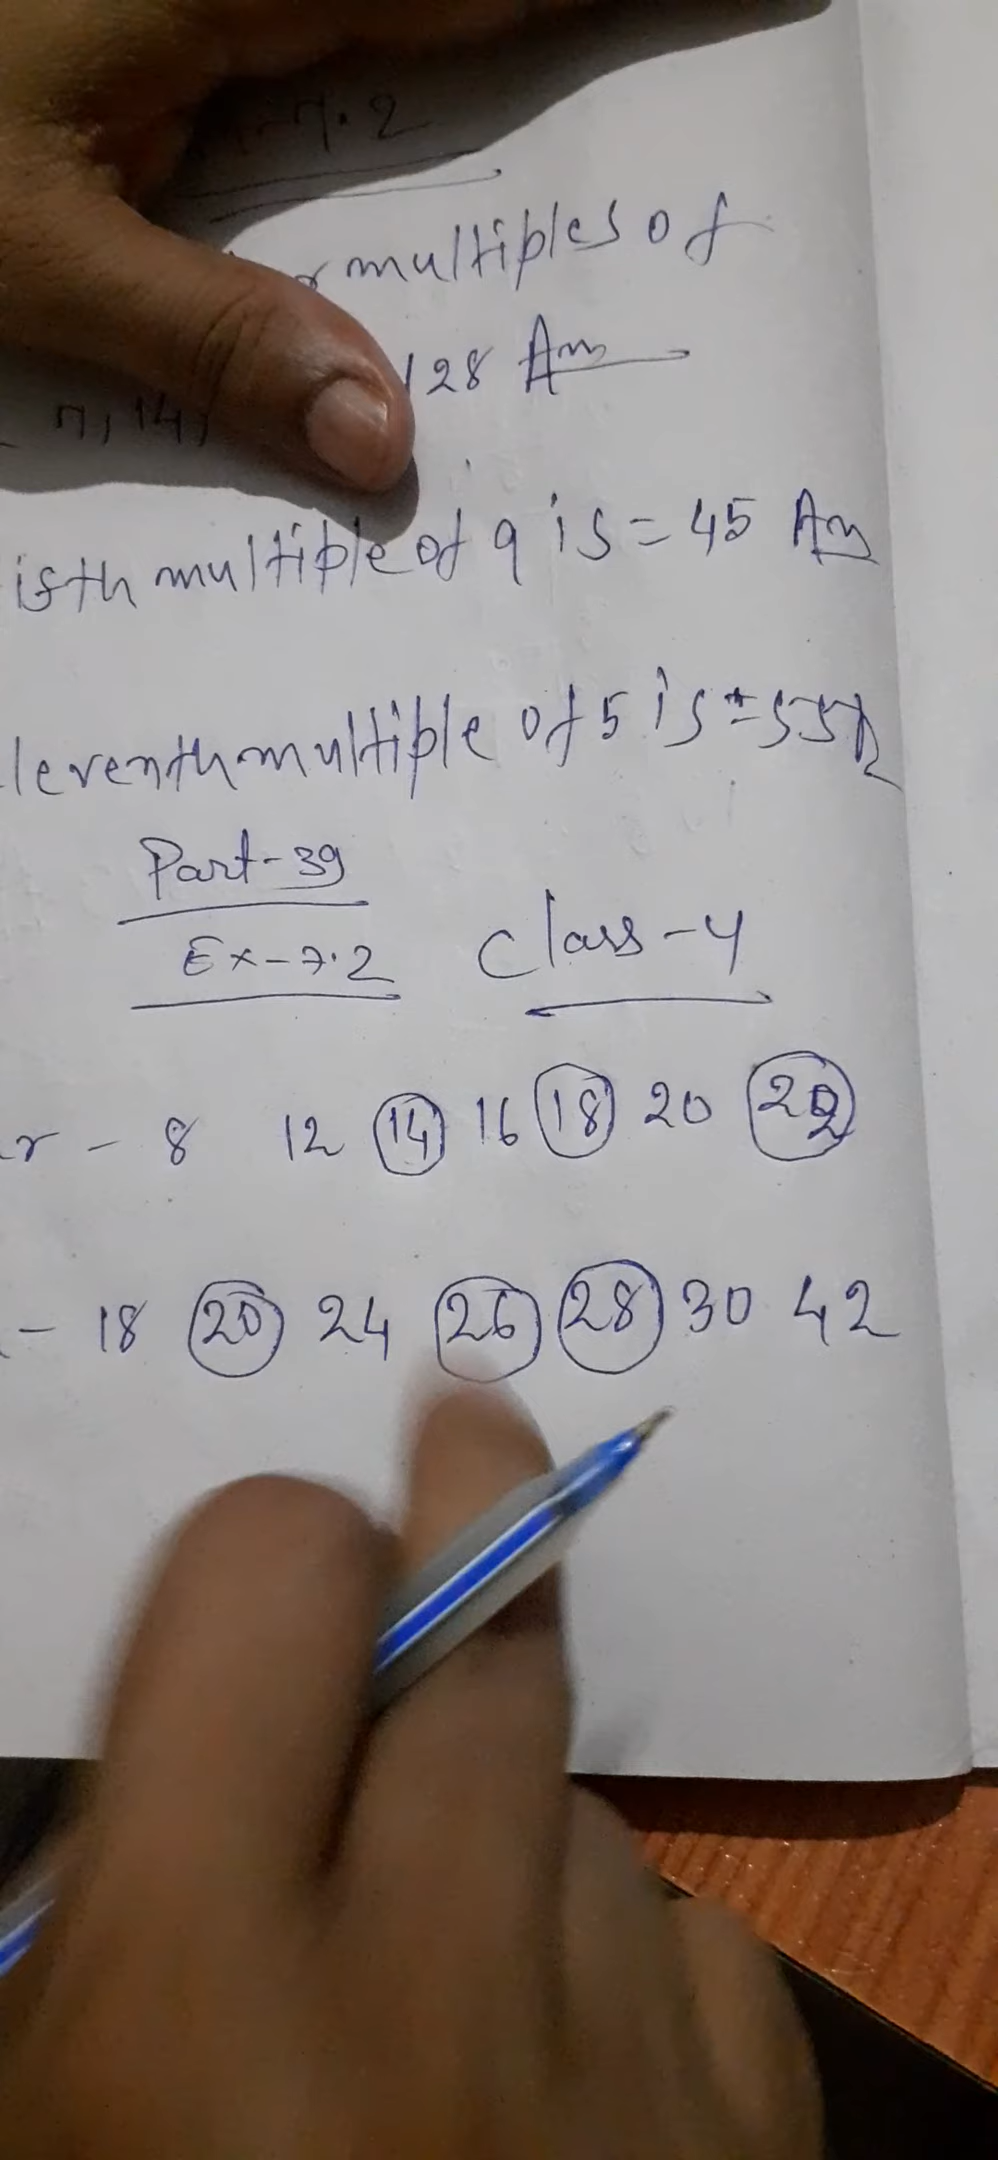 7.2
multiples of
7, 14, 128 Ans
isth multiple of 9 is = 45 Ans
leventh multiple of 5 is = 55
Part-39
Ex-7.2 Class-4
r - 8 12 14 16 18 20 22
- 18 20 24 26 28 30 42